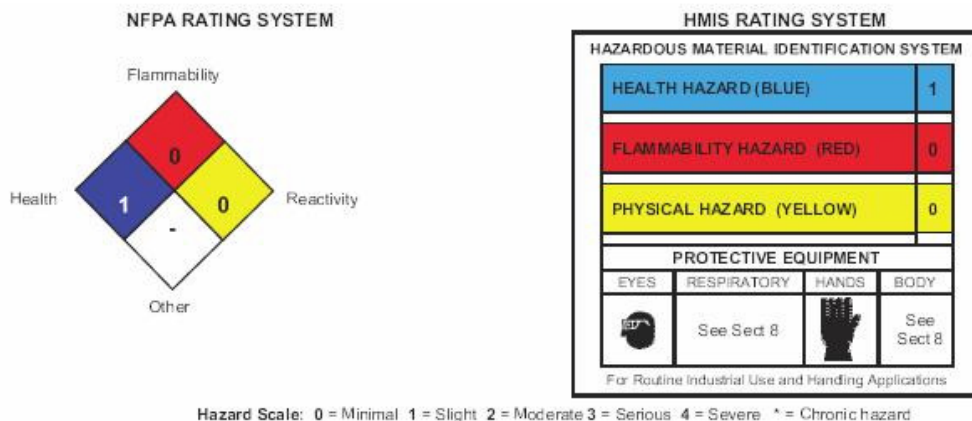 NFPA RATING SYSTEM
Flammability
0
Health
1
0
Reactivity
-
Other
HMIS RATING SYSTEM
HAZARDOUS MATERIAL IDENTIFICATION SYSTEM
HEALTH HAZARD (BLUE) 1
FLAMMABILITY HAZARD (RED) 0
PHYSICAL HAZARD (YELLOW) 0
PROTECTIVE EQUIPMENT
EYES RESPIRATORY HANDS BODY
See Sect 8
See
Sect 8
For Routine Industrial Use and Handing Applications
Hazard Scale: 0 = Minimal 1 = Slight 2 = Moderate 3 = Serious 4 = Severe * = Chronic hazard